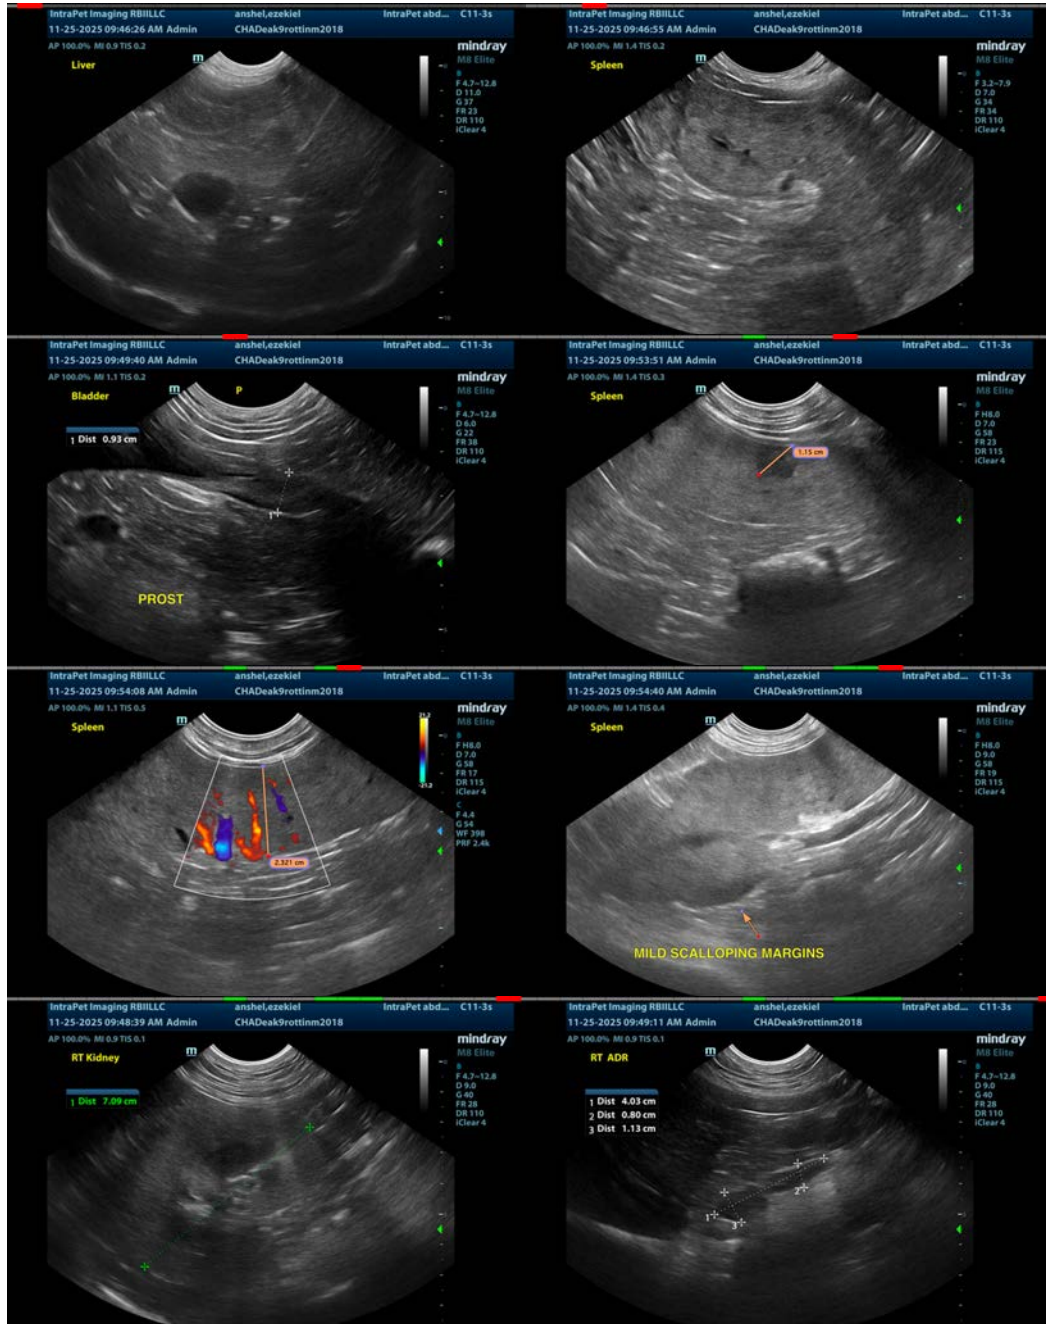 IntraPet Imaging RBIILLC anshel,ezekiel IntraPet abd... C11-3s
11-25-2025 09:46:26 AM Admin CHADeak9rottinm2018
AP 100.0% MI 0.9 TIS 0.2
mindray
M8 Elite
m
Liver
B
F 4.7~12.8
D 11.0
G 37
FR 23
DR 110
iClear 4
5
10
IntraPet Imaging RBIILLC anshel,ezekiel IntraPet abd... C11-3s
11-25-2025 09:46:55 AM Admin CHADeak9rottinm2018
AP 100.0% MI 1.4 TIS 0.2
mindray
M8 Elite
m
Spleen
B
F 3.2~7.9
D 7.0
G 34
FR 34
DR 110
iClear 4
IntraPet Imaging RBIILLC anshel,ezekiel IntraPet abd... C11-3s
11-25-2025 09:49:40 AM Admin CHADeak9rottinm2018
AP 100.0% MI 1.1 TIS 0.2
mindray
M8 Elite
m
P
Bladder
1 Dist 0.93 cm
B
F 4.7~12.8
D 6.0
G 22
FR 38
DR 110
iClear 4
1
PROST
IntraPet Imaging RBIILLC anshel,ezekiel IntraPet abd... C11-3s
11-25-2025 09:53:51 AM Admin CHADeak9rottinm2018
AP 100.0% MI 1.4 TIS 0.3
mindray
M8 Elite
m
Spleen
B
F H8.0
D 7.0
G 58
FR 23
DR 115
iClear 4
1.15 cm
IntraPet Imaging RBIILLC anshel,ezekiel IntraPet abd... C11-3s
11-25-2025 09:54:08 AM Admin CHADeak9rottinm2018
AP 100.0% MI 1.1 TIS 0.5
mindray
M8 Elite
m
21.2
Spleen
-21.2
B
F H8.0
D 7.0
G 58
FR 17
DR 115
iClear 4
C
F 4.4
G 54
WF 398
PRF 2.4k
2.321 cm
IntraPet Imaging RBIILLC anshel,ezekiel IntraPet abd... C11-3s
11-25-2025 09:54:40 AM Admin CHADeak9rottinm2018
AP 100.0% MI 1.4 TIS 0.4
mindray
M8 Elite
m
Spleen
B
F H8.0
D 9.0
G 58
FR 19
DR 115
iClear 4
MILD SCALLOPING MARGINS
IntraPet Imaging RBIILLC anshel,ezekiel IntraPet abd... C11-3s
11-25-2025 09:48:39 AM Admin CHADeak9rottinm2018
AP 100.0% MI 0.9 TIS 0.1
mindray
M8 Elite
m
RT Kidney
1 Dist 7.09 cm
B
F 4.7~12.8
D 9.0
G 40
FR 28
DR 110
iClear 4
IntraPet Imaging RBIILLC anshel,ezekiel IntraPet abd... C11-3s
11-25-2025 09:49:11 AM Admin CHADeak9rottinm2018
AP 100.0% MI 0.9 TIS 0.1
mindray
M8 Elite
m
RT ADR
1 Dist 4.03 cm
2 Dist 0.80 cm
3 Dist 1.13 cm
B
F 4.7~12.8
D 9.0
G 40
FR 28
DR 110
iClear 4
2
1
3